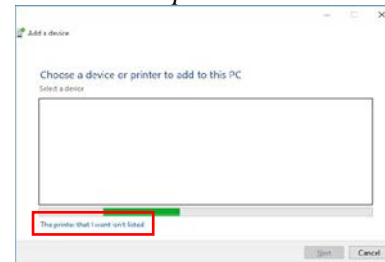 Add a device
Choose a device or printer to add to this PC
Select a device
The printer that I want isn't listed
Next Cancel